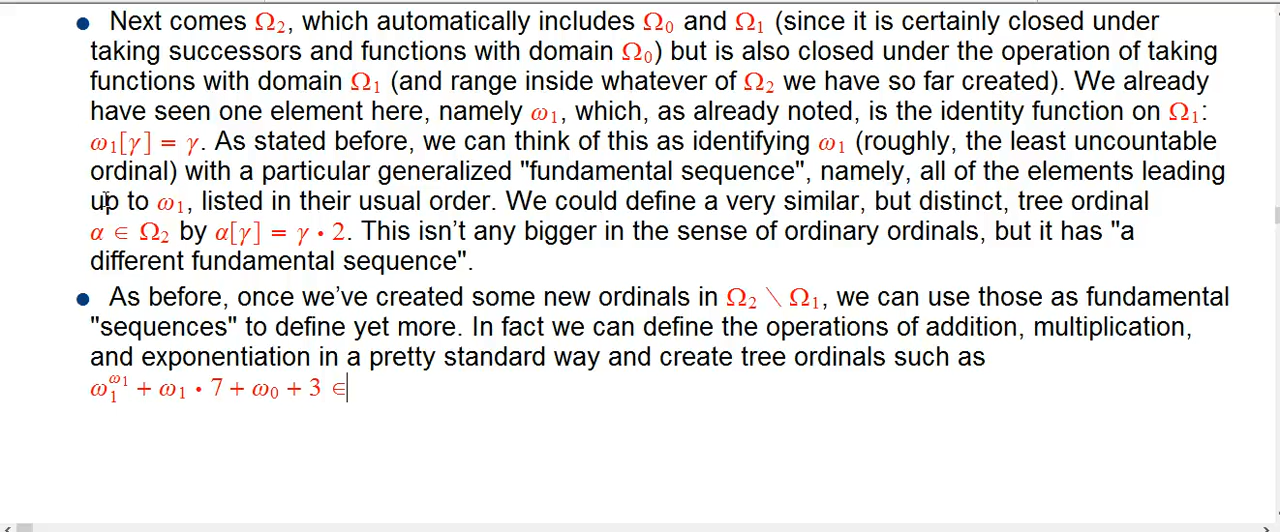 • Next comes Ω₂, which automatically includes Ω₀ and Ω₁ (since it is certainly closed under
taking successors and functions with domain Ω₀) but is also closed under the operation of taking
functions with domain Ω₁ (and range inside whatever of Ω₂ we have so far created). We already
have seen one element here, namely ω₁, which, as already noted, is the identity function on Ω₁:
ω₁[γ] = γ. As stated before, we can think of this as identifying ω₁ (roughly, the least uncountable
ordinal) with a particular generalized "fundamental sequence", namely, all of the elements leading
up to ω₁, listed in their usual order. We could define a very similar, but distinct, tree ordinal
α ∈ Ω₂ by α[γ] = γ • 2. This isn't any bigger in the sense of ordinary ordinals, but it has "a
different fundamental sequence".
• As before, once we've created some new ordinals in Ω₂ \ Ω₁, we can use those as fundamental
"sequences" to define yet more. In fact we can define the operations of addition, multiplication,
and exponentiation in a pretty standard way and create tree ordinals such as
ω₁^ω₁ + ω₁ • 7 + ω₀ + 3 ∈